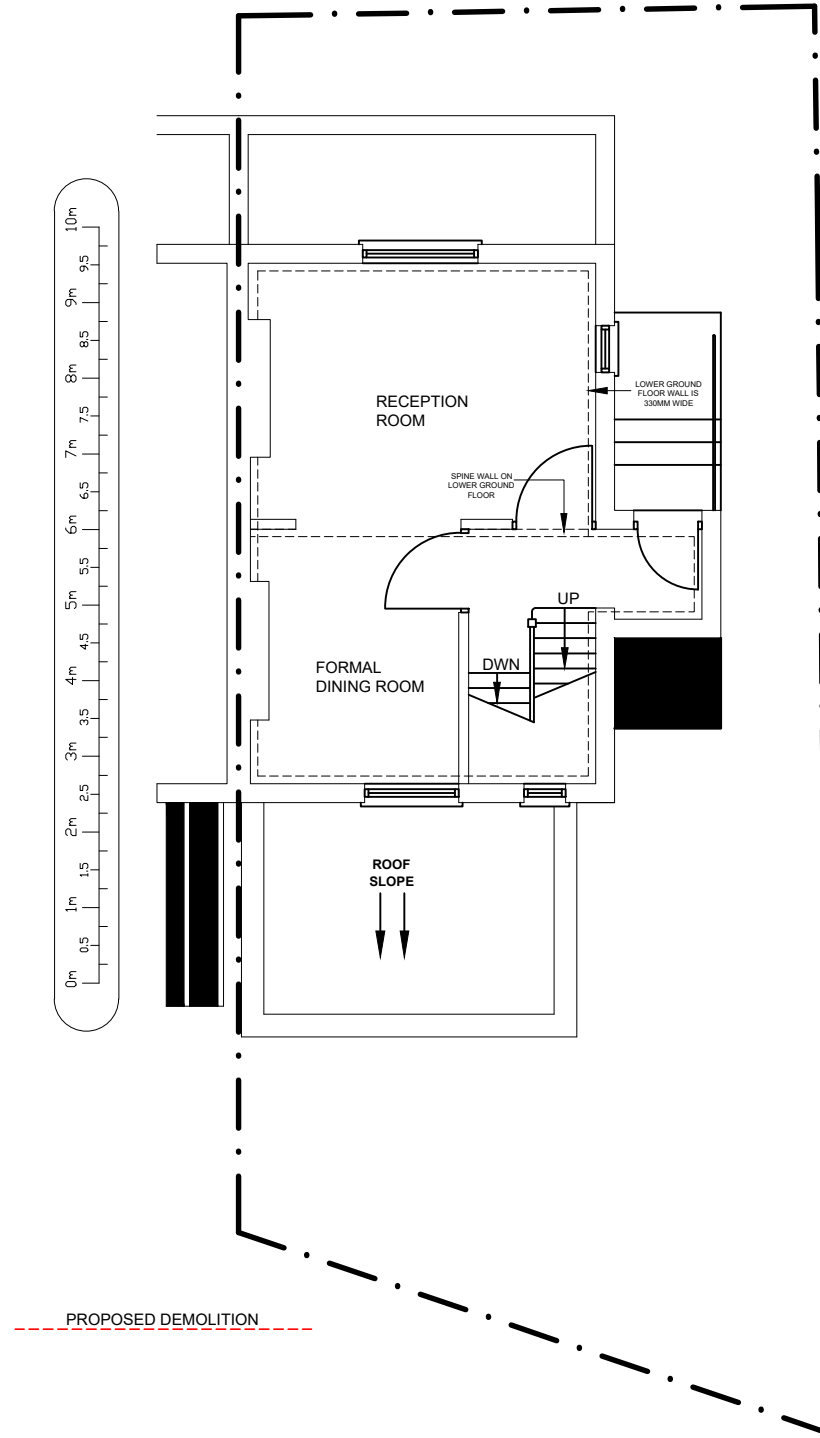 10m
9.5
9m
8.5
8m
7.5
7m
6.5
6m
5.5
5m
4.5
4m
3.5
3m
2.5
2m
1.5
1m
0.5
0m
RECEPTION
ROOM
LOWER GROUND
FLOOR WALL IS
330MM WIDE
SPINE WALL ON
LOWER GROUND
FLOOR
UP
DWN
FORMAL
DINING ROOM
ROOF
SLOPE
PROPOSED DEMOLITION